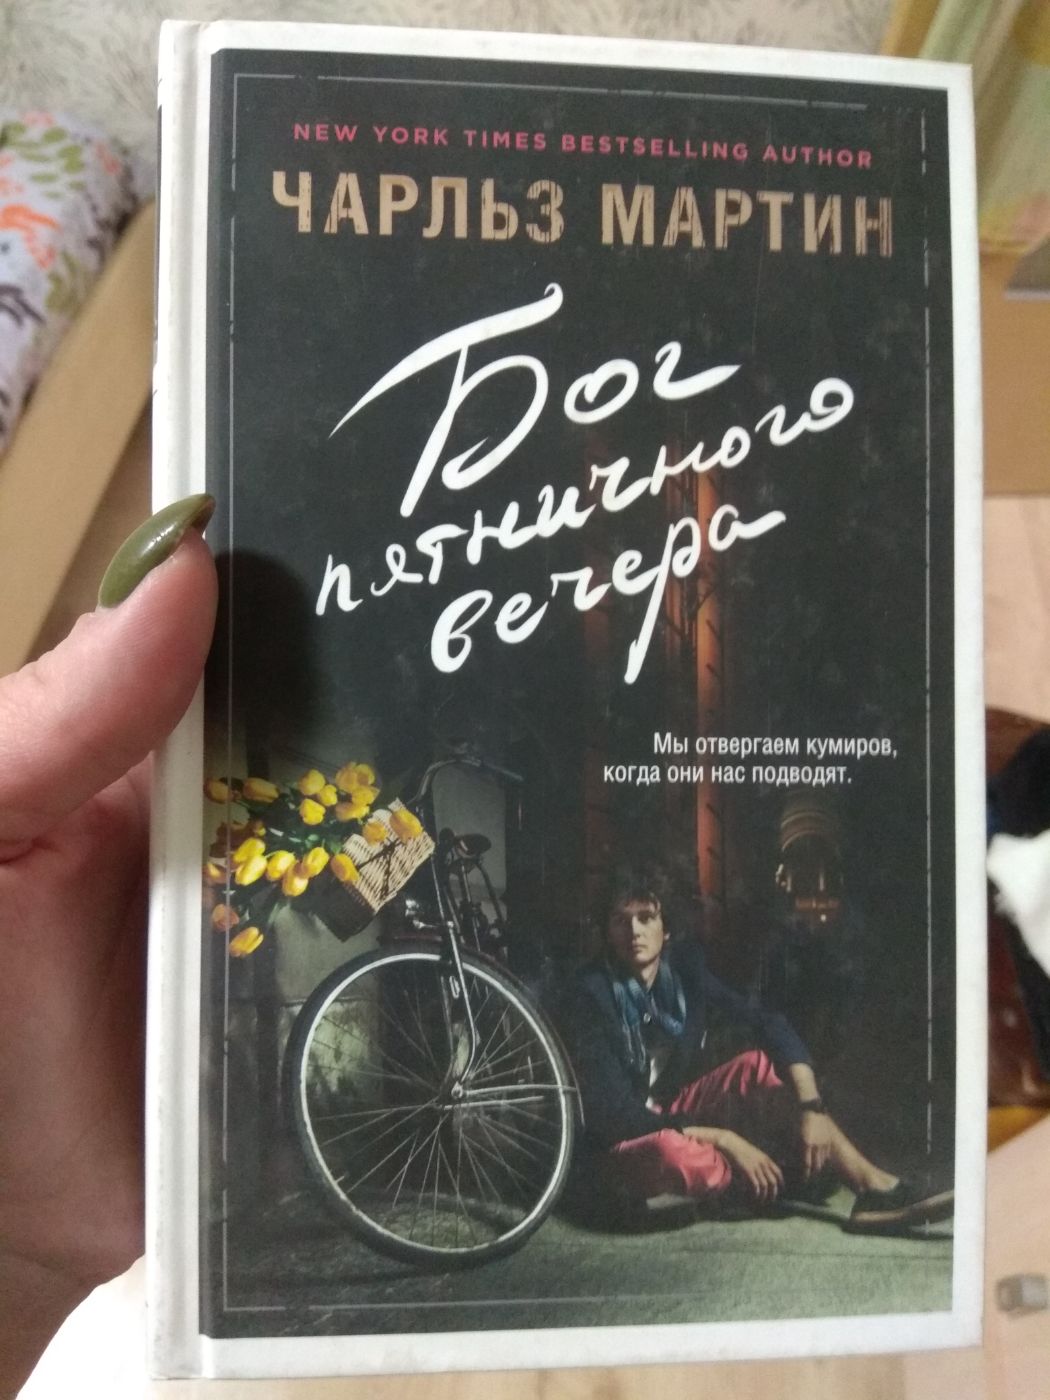 NEW YORK TIMES BESTSELLING AUTHOR
ЧАРЛЬЗ МАРТИН
Бог
пятничного
вечера
Мы отвергаем кумиров,
когда они нас подводят.